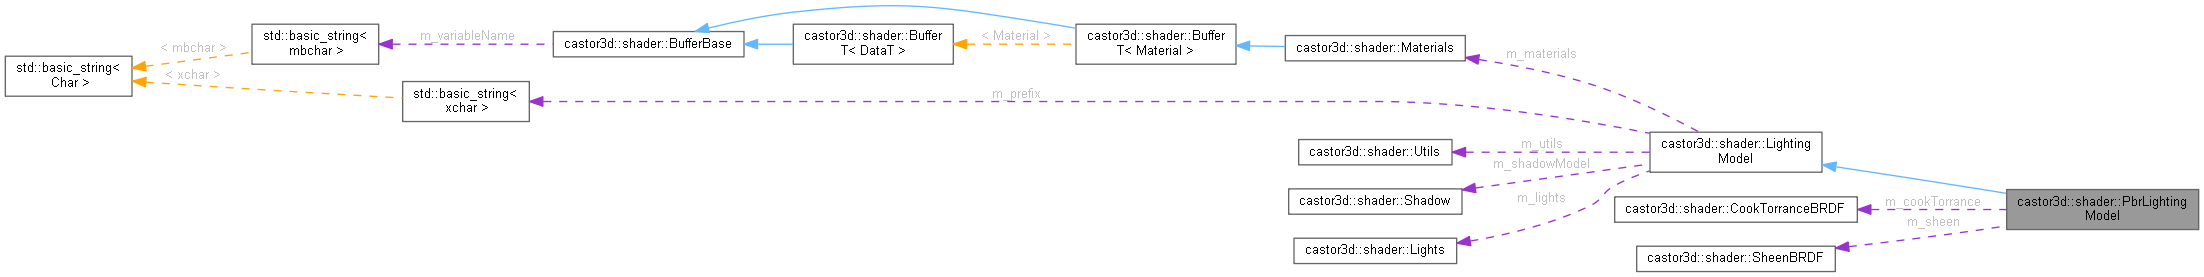 std::basic_string<
Char >
< mbchar >
< xchar >
std::basic_string<
mbchar >
std::basic_string<
xchar >
m_variableName
castor3d::shader::BufferBase
castor3d::shader::Buffer
T< DataT >
< Material >
castor3d::shader::Buffer
T< Material >
castor3d::shader::Materials
m_materials
m_prefix
castor3d::shader::Utils
m_utils
castor3d::shader::Shadow
m_shadowModel
castor3d::shader::Lights
m_lights
castor3d::shader::Lighting
Model
castor3d::shader::CookTorranceBRDF
m_cookTorrance
castor3d::shader::SheenBRDF
m_sheen
castor3d::shader::PbrLighting
Model